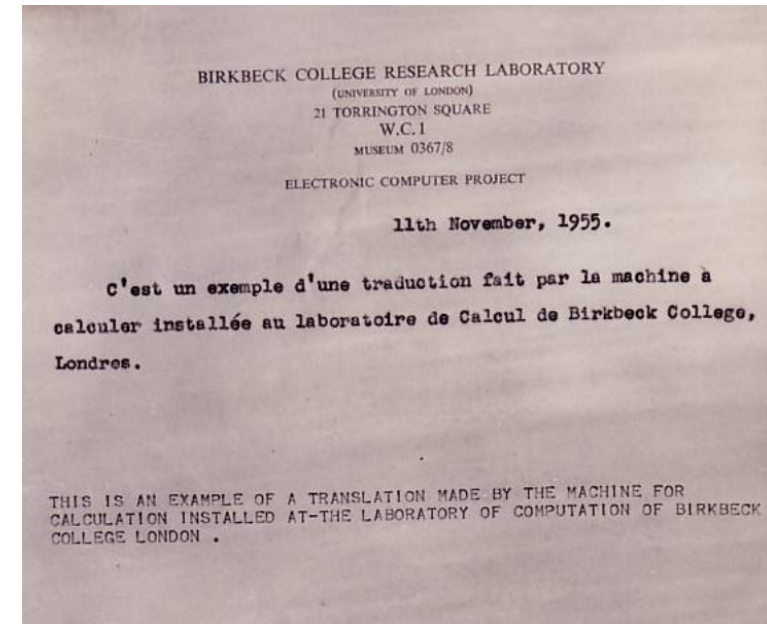 BIRKBECK COLLEGE RESEARCH LABORATORY
(UNIVERSITY OF LONDON)
21 TORRINGTON SQUARE
W.C.1
MUSEUM 0367/8
ELECTRONIC COMPUTER PROJECT
11th November, 1955.
C'est un exemple d'une traduction fait par la machine à
calculer installée au laboratoire de Calcul de Birkbeck College,
Londres.
THIS IS AN EXAMPLE OF A TRANSLATION MADE BY THE MACHINE FOR
CALCULATION INSTALLED AT-THE LABORATORY OF COMPUTATION OF BIRKBECK
COLLEGE LONDON .